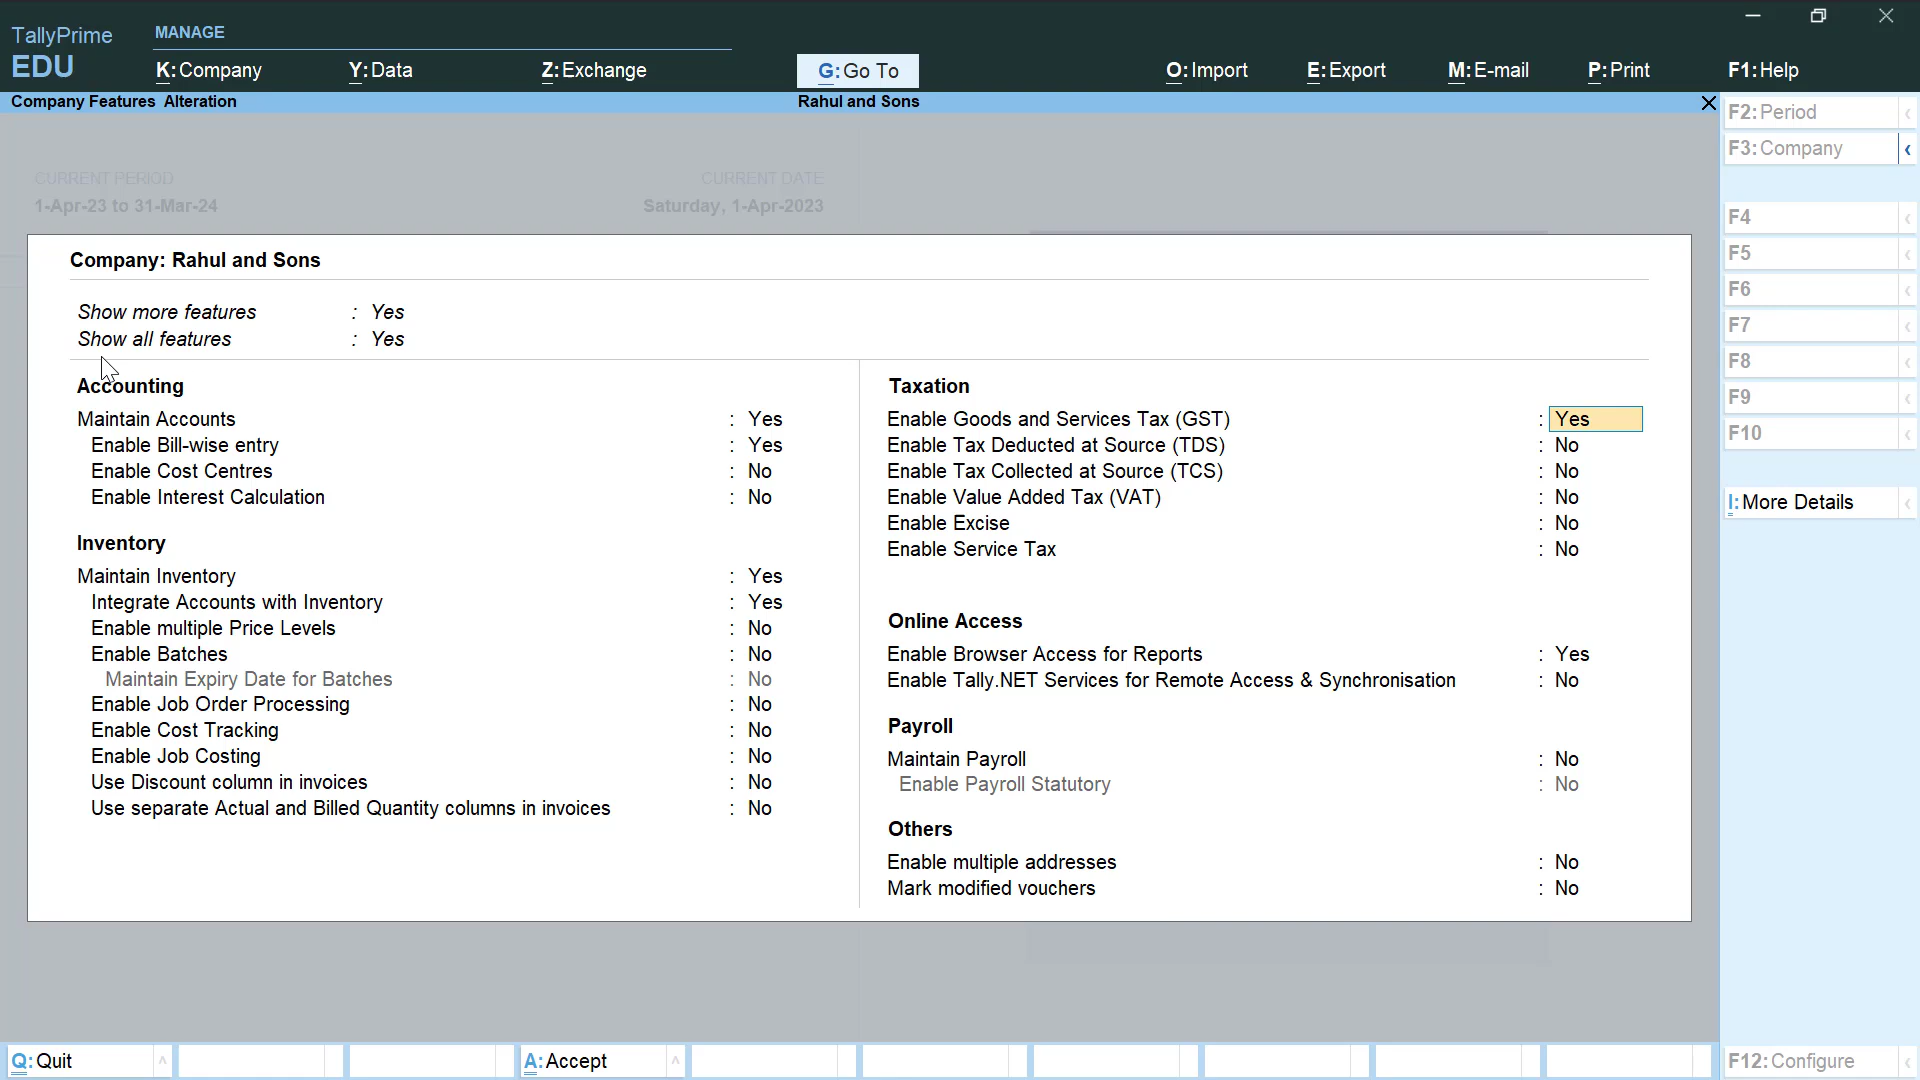 TallyPrime
EDU
MANAGE
K:Company
Y:Data
Z:Exchange
G:Go To
O:Import
E:Export
M:E-mail
P:Print
F1:Help
Company Features Alteration
Rahul and Sons
CURRENT PERIOD
1-Apr-23 to 31-Mar-24
CURRENT DATE
Saturday, 1-Apr-2023
Company: Rahul and Sons
Show more features : Yes
Show all features : Yes
Accounting
Maintain Accounts : Yes
Enable Bill-wise entry : Yes
Enable Cost Centres : No
Enable Interest Calculation : No
Inventory
Maintain Inventory : Yes
Integrate Accounts with Inventory : Yes
Enable multiple Price Levels : No
Enable Batches : No
Maintain Expiry Date for Batches : No
Enable Job Order Processing : No
Enable Cost Tracking : No
Enable Job Costing : No
Use Discount column in invoices : No
Use separate Actual and Billed Quantity columns in invoices : No
Taxation
Enable Goods and Services Tax (GST) : Yes
Enable Tax Deducted at Source (TDS) : No
Enable Tax Collected at Source (TCS) : No
Enable Value Added Tax (VAT) : No
Enable Excise : No
Enable Service Tax : No
Online Access
Enable Browser Access for Reports : Yes
Enable Tally.NET Services for Remote Access & Synchronisation : No
Payroll
Maintain Payroll : No
Enable Payroll Statutory : No
Others
Enable multiple addresses : No
Mark modified vouchers : No
F2:Period
F3:Company
F4
F5
F6
F7
F8
F9
F10
I:More Details
Q:Quit
A:Accept
F12:Configure